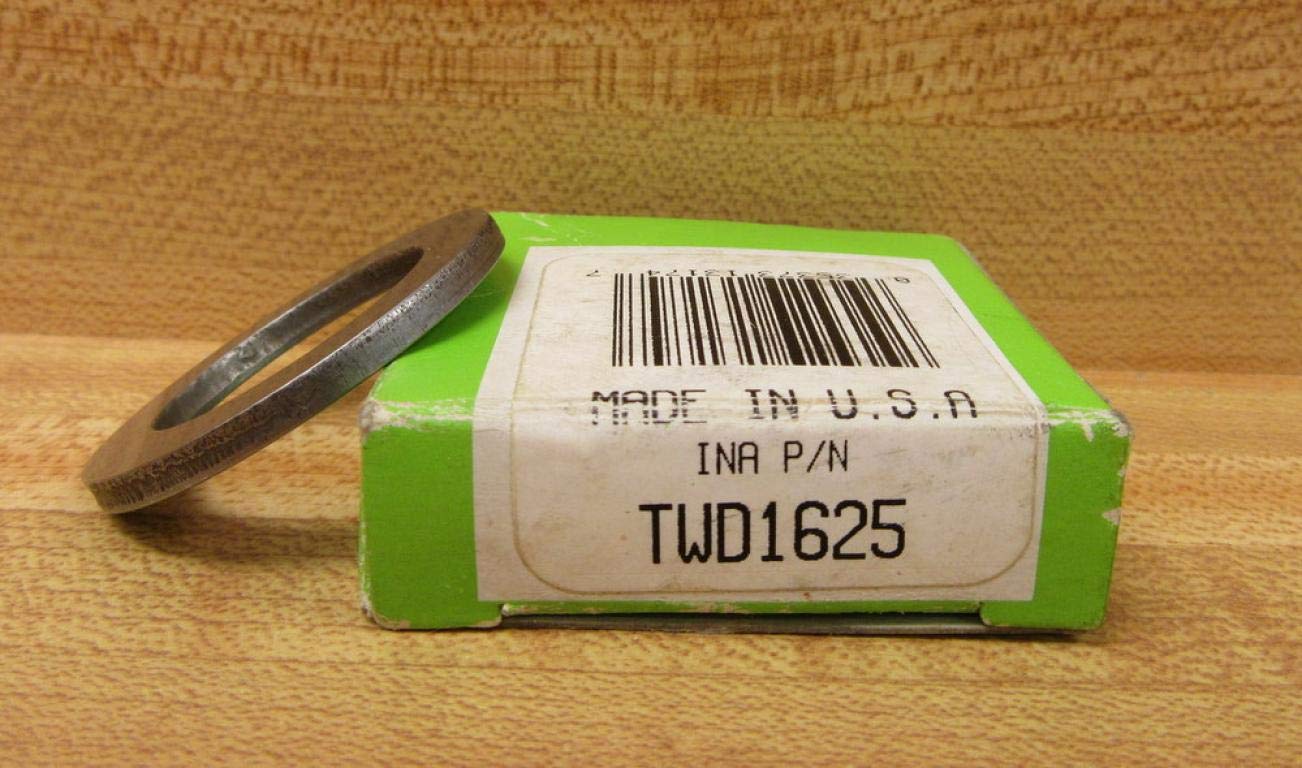 MADE IN U.S.A
INA P/N
TWD1625